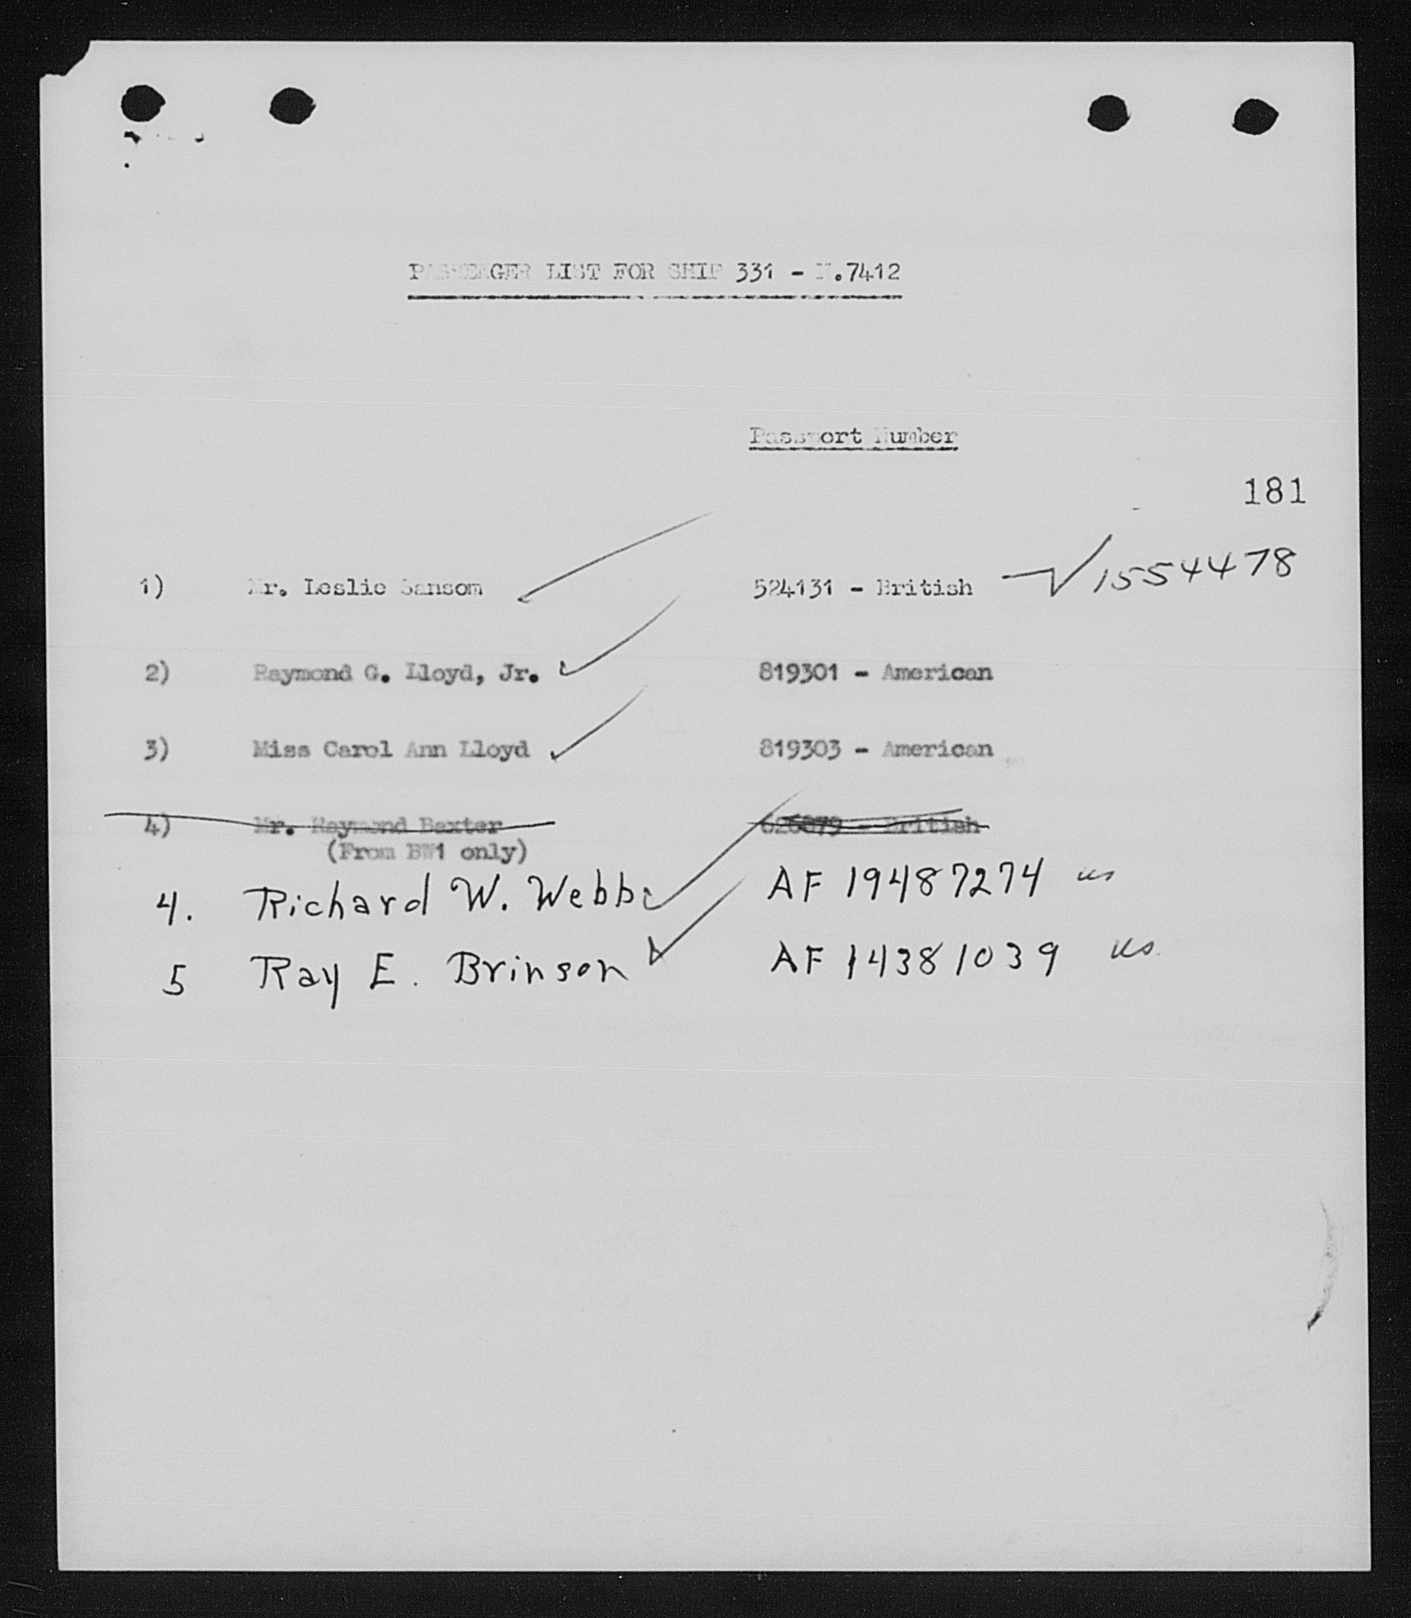 PASSENGER LIST FOR SHIP 331 - N.7412
Passport Number
181
1) Mr. Leslie Sansom 524131 - British √ 1554478
2) Raymond G. Lloyd, Jr. 819301 - American
3) Miss Carol Ann Lloyd 819303 - American
4) Mr. Raymond Baxter 626879 - British
(From BW1 only)
4. Richard W. Webb AF 19487274 us
5 Ray E. Brinson AF 14381039 us